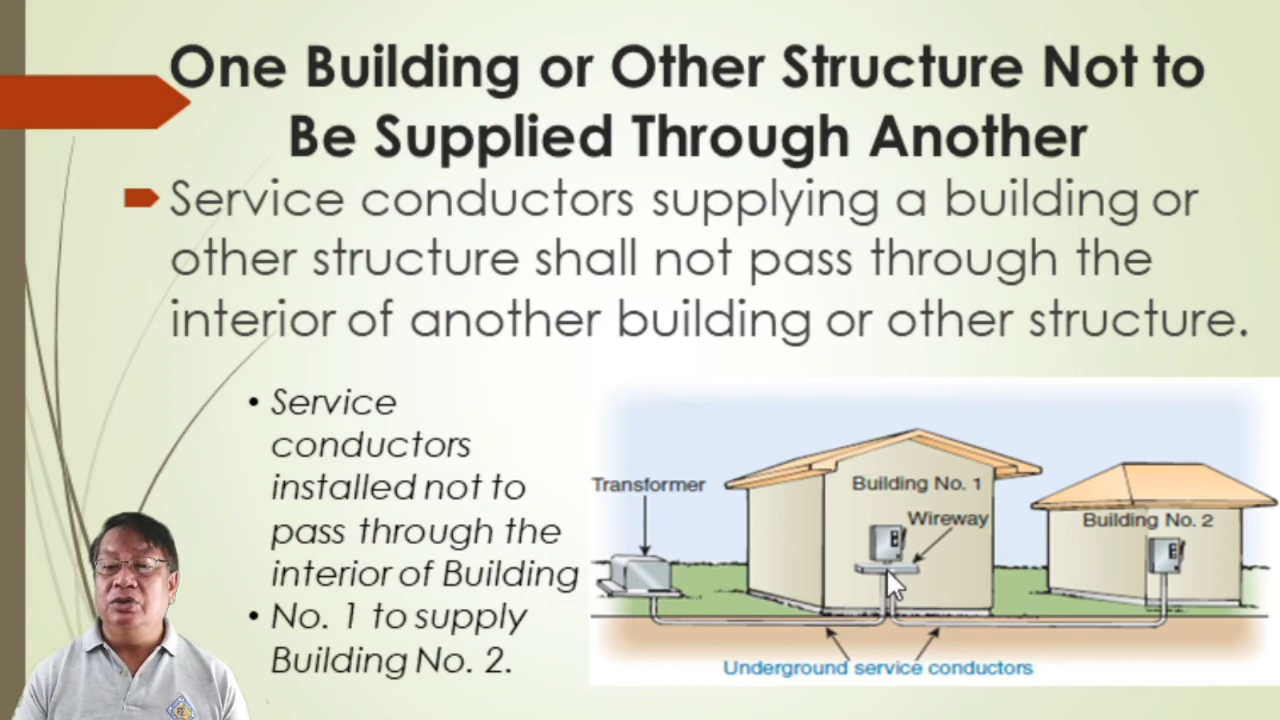 One Building or Other Structure Not to
Be Supplied Through Another
Service conductors supplying a building or
other structure shall not pass through the
interior of another building or other structure.
• Service
conductors
installed not to
pass through the
interior of Building
• No. 1 to supply
Building No. 2.
Transformer
Building No. 1
Wireway
Building No. 2
Underground service conductors